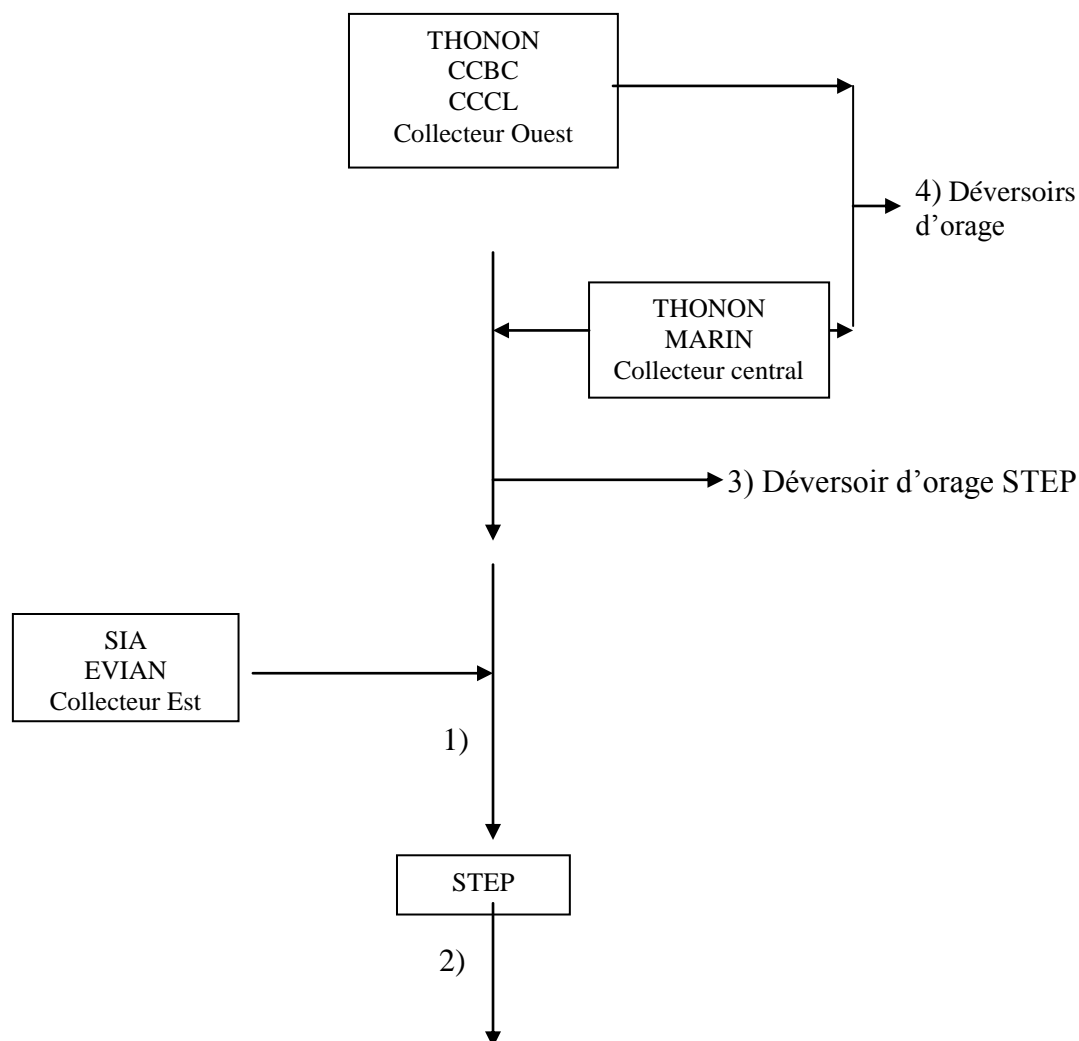 THONON
CCBC
CCCL
Collecteur Ouest
4) Déversoirs
d’orage
THONON
MARIN
Collecteur central
3) Déversoir d’orage STEP
SIA
EVIAN
Collecteur Est
1)
STEP
2)